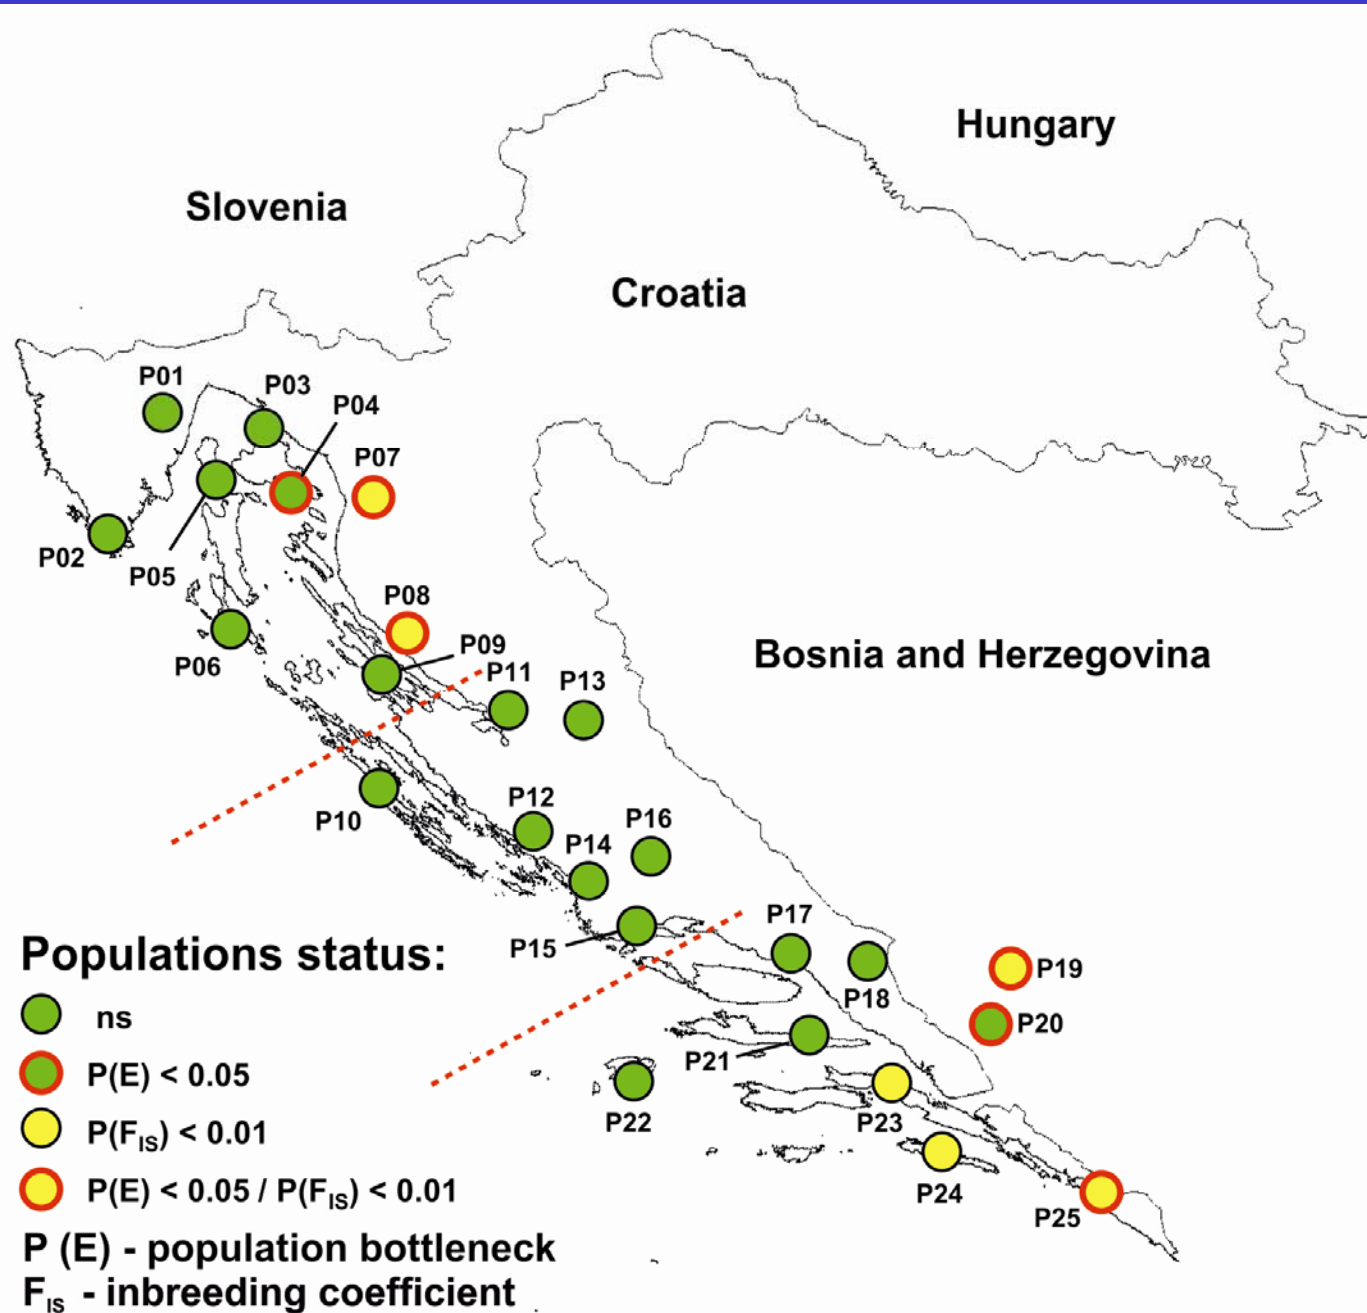 Hungary
Slovenia
Croatia
P01
P03
P04
P07
P02
P05
P08
P09
Bosnia and Herzegovina
P06
P11
P13
P12
P10
P16
P14
P17
P15
P19
P18
P20
P21
P22
P23
P24
P25
Populations status:
ns
P(E) < 0.05
P(FIS) < 0.01
P(E) < 0.05 / P(FIS) < 0.01
P (E) - population bottleneck
FIS - inbreeding coefficient